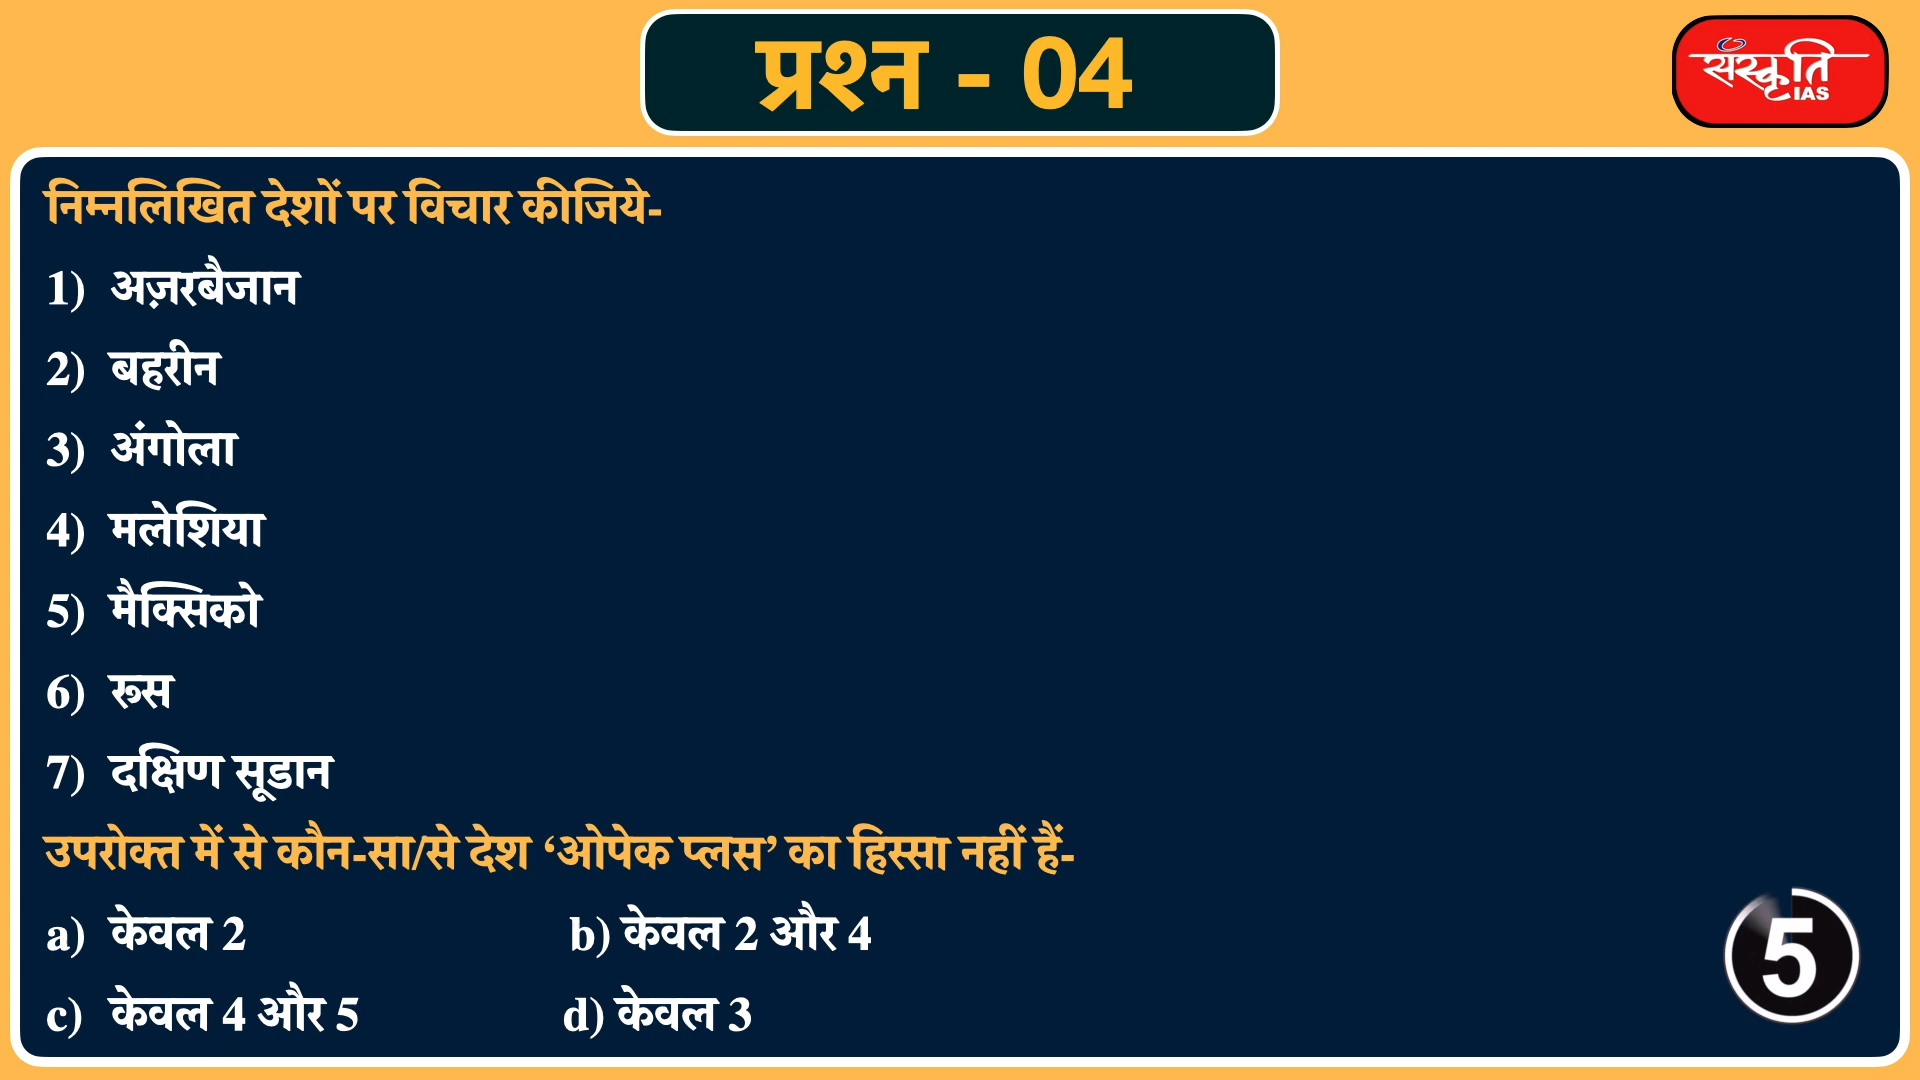 प्रश्न - 04
संस्कृति
IAS
निम्नलिखित देशों पर विचार कीजिये-
1) अज़रबैजान
2) बहरीन
3) अंगोला
4) मलेशिया
5) मैक्सिको
6) रूस
7) दक्षिण सूडान
उपरोक्त में से कौन-सा/से देश ‘ओपेक प्लस’ का हिस्सा नहीं हैं-
a) केवल 2 b) केवल 2 और 4
c) केवल 4 और 5 d) केवल 3
5